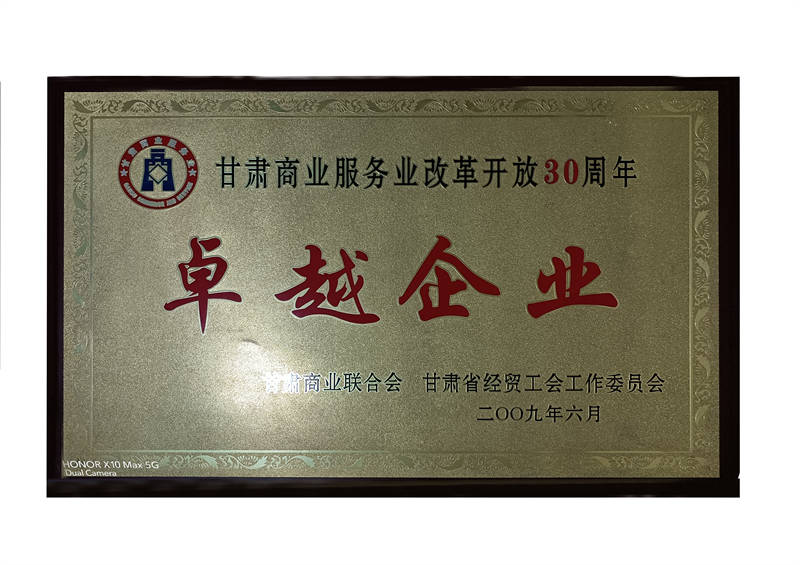 甘肃商业服务业改革开放30周年
卓越企业
甘肃商业联合会 甘肃省经贸工会工作委员会
二〇〇九年六月
HONOR X10 Max 5G
Dual Camera